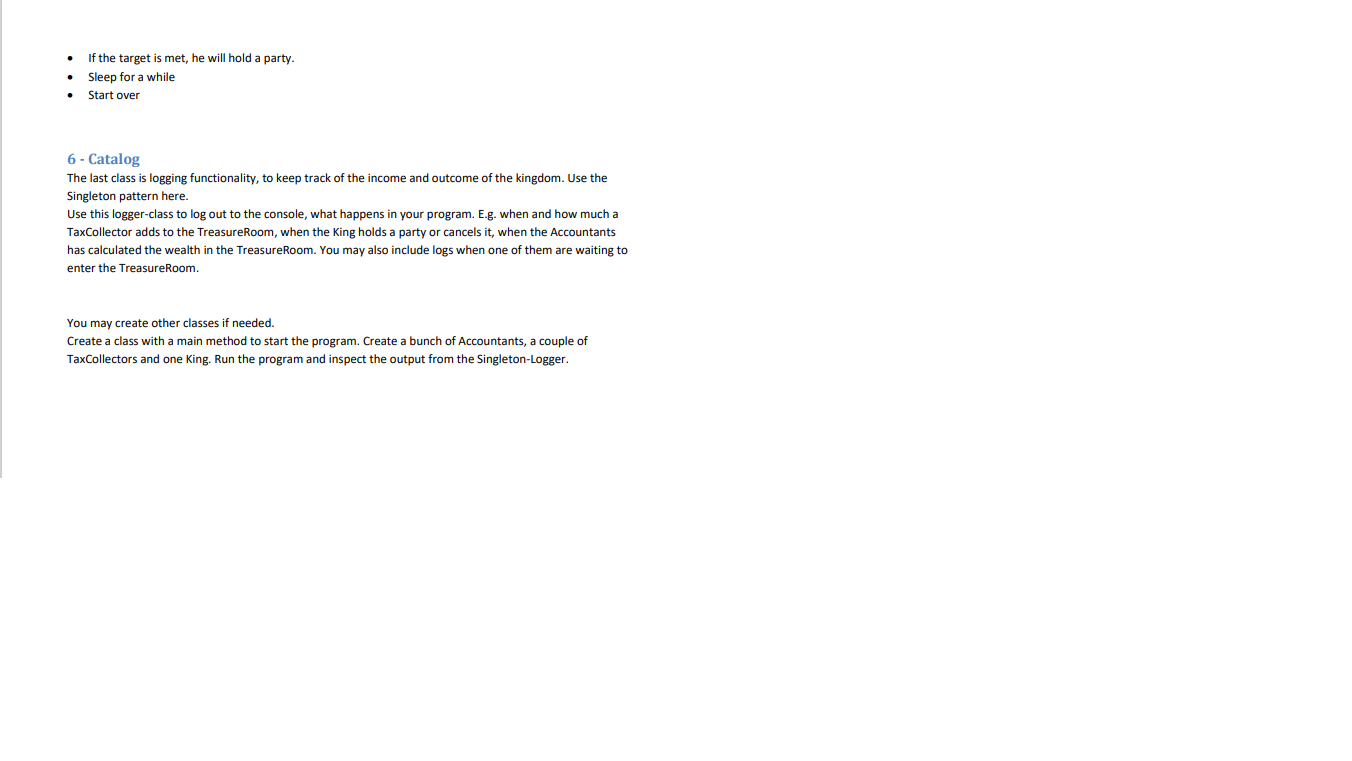 • If the target is met, he will hold a party.
• Sleep for a while
• Start over
6 - Catalog
The last class is logging functionality, to keep track of the income and outcome of the kingdom. Use the
Singleton pattern here.
Use this logger-class to log out to the console, what happens in your program. E.g. when and how much a
TaxCollector adds to the TreasureRoom, when the King holds a party or cancels it, when the Accountants
has calculated the wealth in the TreasureRoom. You may also include logs when one of them are waiting to
enter the TreasureRoom.
You may create other classes if needed.
Create a class with a main method to start the program. Create a bunch of Accountants, a couple of
TaxCollectors and one King. Run the program and inspect the output from the Singleton-Logger.